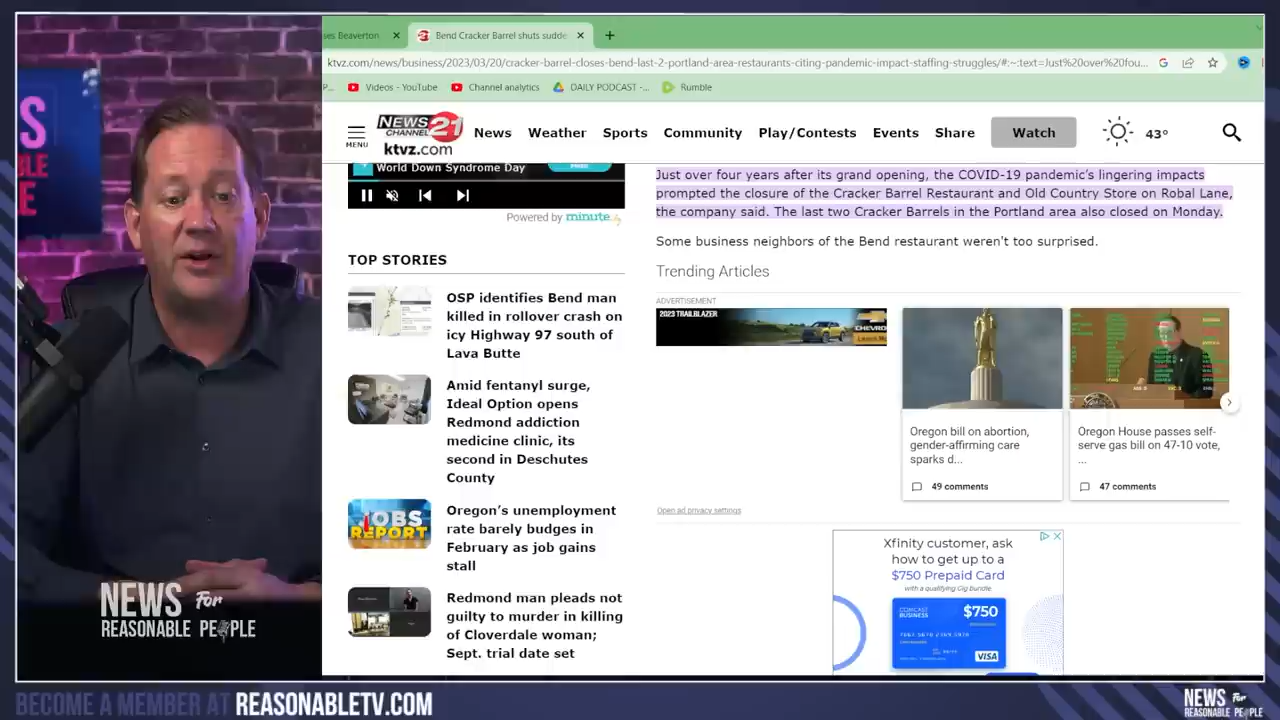 ses Beaverton
Bend Cracker Barrel shuts sudde
ktvz.com/news/business/2023/03/20/cracker-barrel-closes-bend-last-2-portland-area-restaurants-citing-pandemic-impact-staffing-struggles/#:~:text=Just%20over%20fou...
P...
Videos - YouTube
Channel analytics
DAILY PODCAST -...
Rumble
MENU
NEWS
CHANNEL
21
ktvz.com
News
Weather
Sports
Community
Play/Contests
Events
Share
Watch
43°
World Down Syndrome Day
Powered by minute
TOP STORIES
OSP identifies Bend man
killed in rollover crash on
icy Highway 97 south of
Lava Butte
Amid fentanyl surge,
Ideal Option opens
Redmond addiction
medicine clinic, its
second in Deschutes
County
JOBS
REPORT
Oregon's unemployment
rate barely budges in
February as job gains
stall
Redmond man pleads not
guilty to murder in killing
of Cloverdale woman;
Sept. trial date set
Just over four years after its grand opening, the COVID-19 pandemic's lingering impacts
prompted the closure of the Cracker Barrel Restaurant and Old Country Store on Robal Lane,
the company said. The last two Cracker Barrels in the Portland area also closed on Monday.
Some business neighbors of the Bend restaurant weren't too surprised.
Trending Articles
ADVERTISEMENT
2023 TRAILBLAZER
CHEVRO
Oregon bill on abortion,
gender-affirming care
sparks d...
49 comments
Oregon House passes self-
serve gas bill on 47-10 vote,
...
47 comments
Open ad privacy settings
Xfinity customer, ask
how to get up to a
$750 Prepaid Card
with a qualifying Gig bundle.
COMCAST
BUSINESS
$750
VISA
NEWS For
REASONABLE PEOPLE
BECOME A MEMBER AT REASONABLETV.COM
NEWS For
REASONABLE PEOPLE